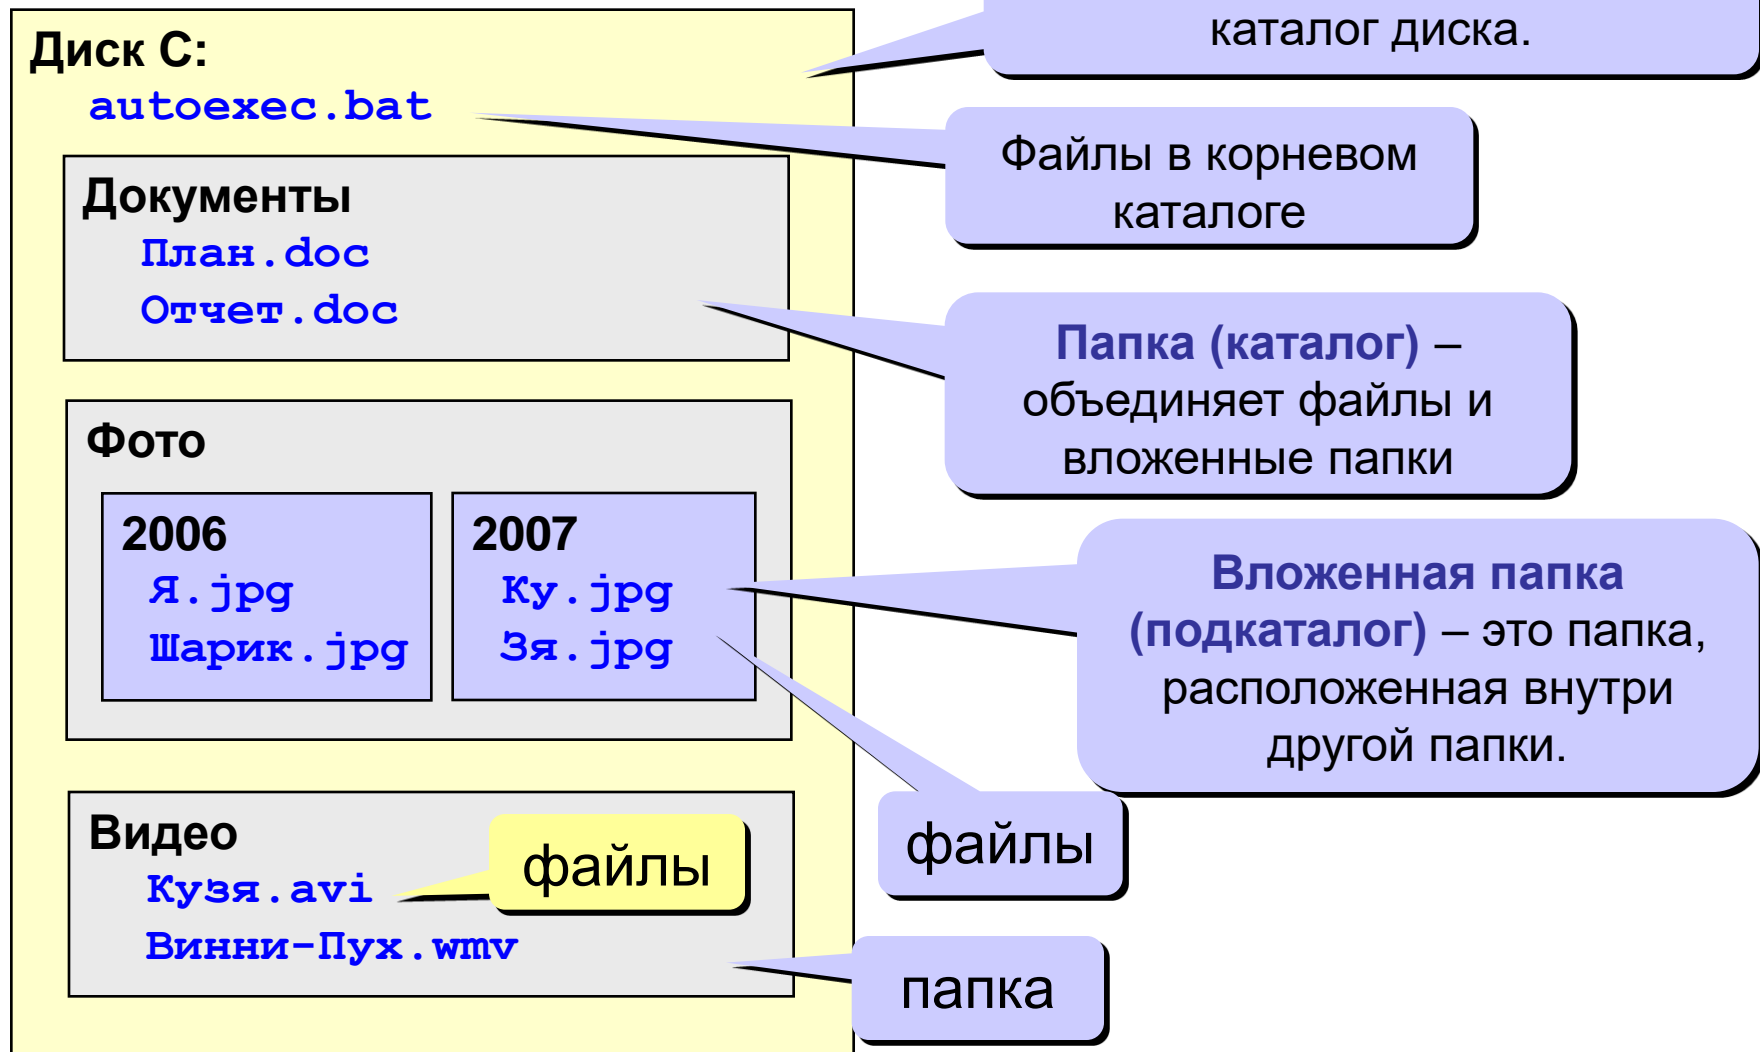 каталог диска.
Диск C:
autoexec.bat
Файлы в корневом
каталоге
Документы
План.doc
Отчет.doc
Папка (каталог) –
объединяет файлы и
вложенные папки
Фото
2006
Я.jpg
Шарик.jpg
2007
Ку.jpg
Зя.jpg
Вложенная папка
(подкаталог) – это папка,
расположенная внутри
другой папки.
файлы
Видео
файлы
Кузя.avi
Винни-Пух.wmv
папка